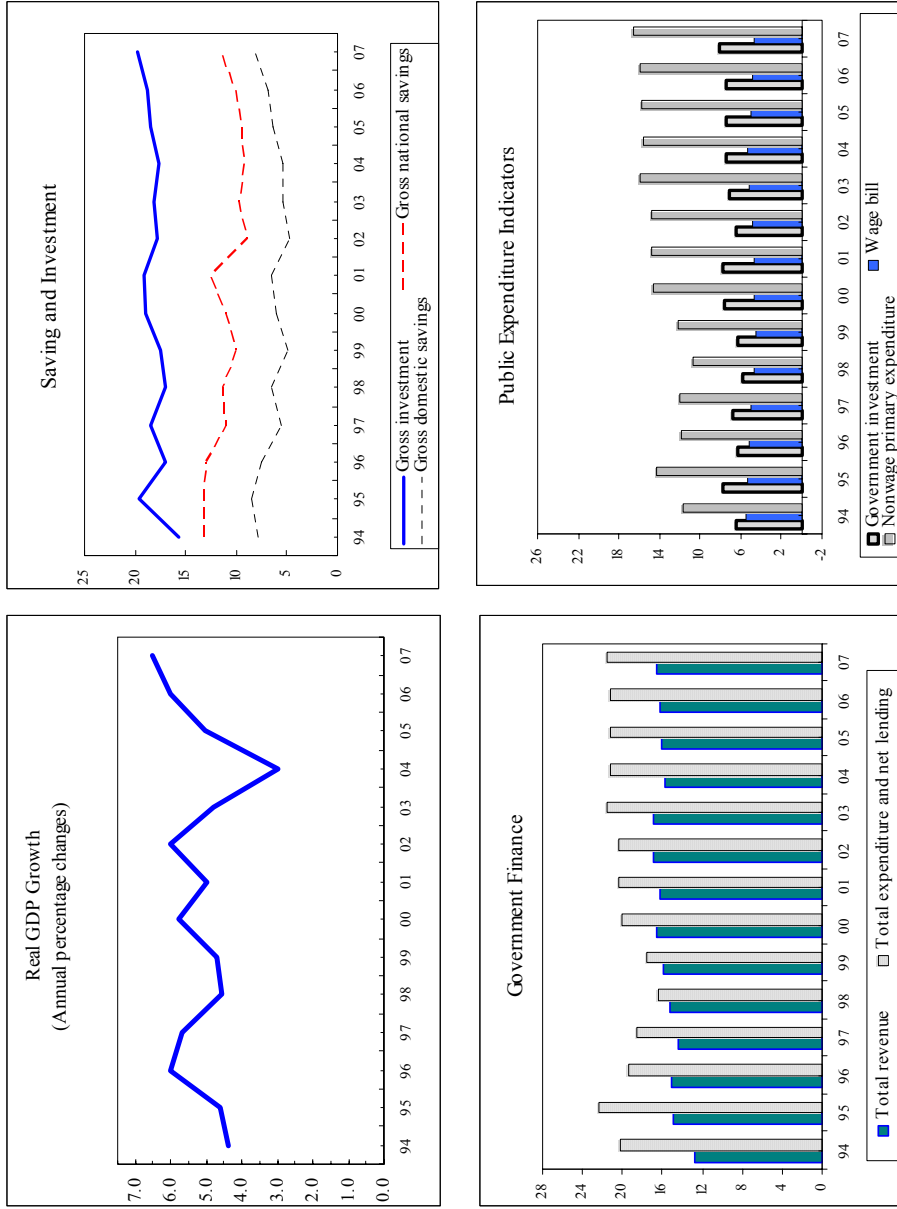 Real GDP Growth
(Annual percentage changes)
7.0
6.0
5.0
4.0
3.0
2.0
1.0
0.0
94 95 96 97 98 99 00 01 02 03 04 05 06 07
Saving and Investment
25
20
15
10
5
0
94 95 96 97 98 99 00 01 02 03 04 05 06 07
Gross investment Gross national savings
Gross domestic savings
Government Finance
28
24
20
16
12
8
4
0
94 95 96 97 98 99 00 01 02 03 04 05 06 07
Total revenue Total expenditure and net lending
Public Expenditure Indicators
26
22
18
14
10
6
2
-2
94 95 96 97 98 99 00 01 02 03 04 05 06 07
Government investment Wage bill
Nonwage primary expenditure